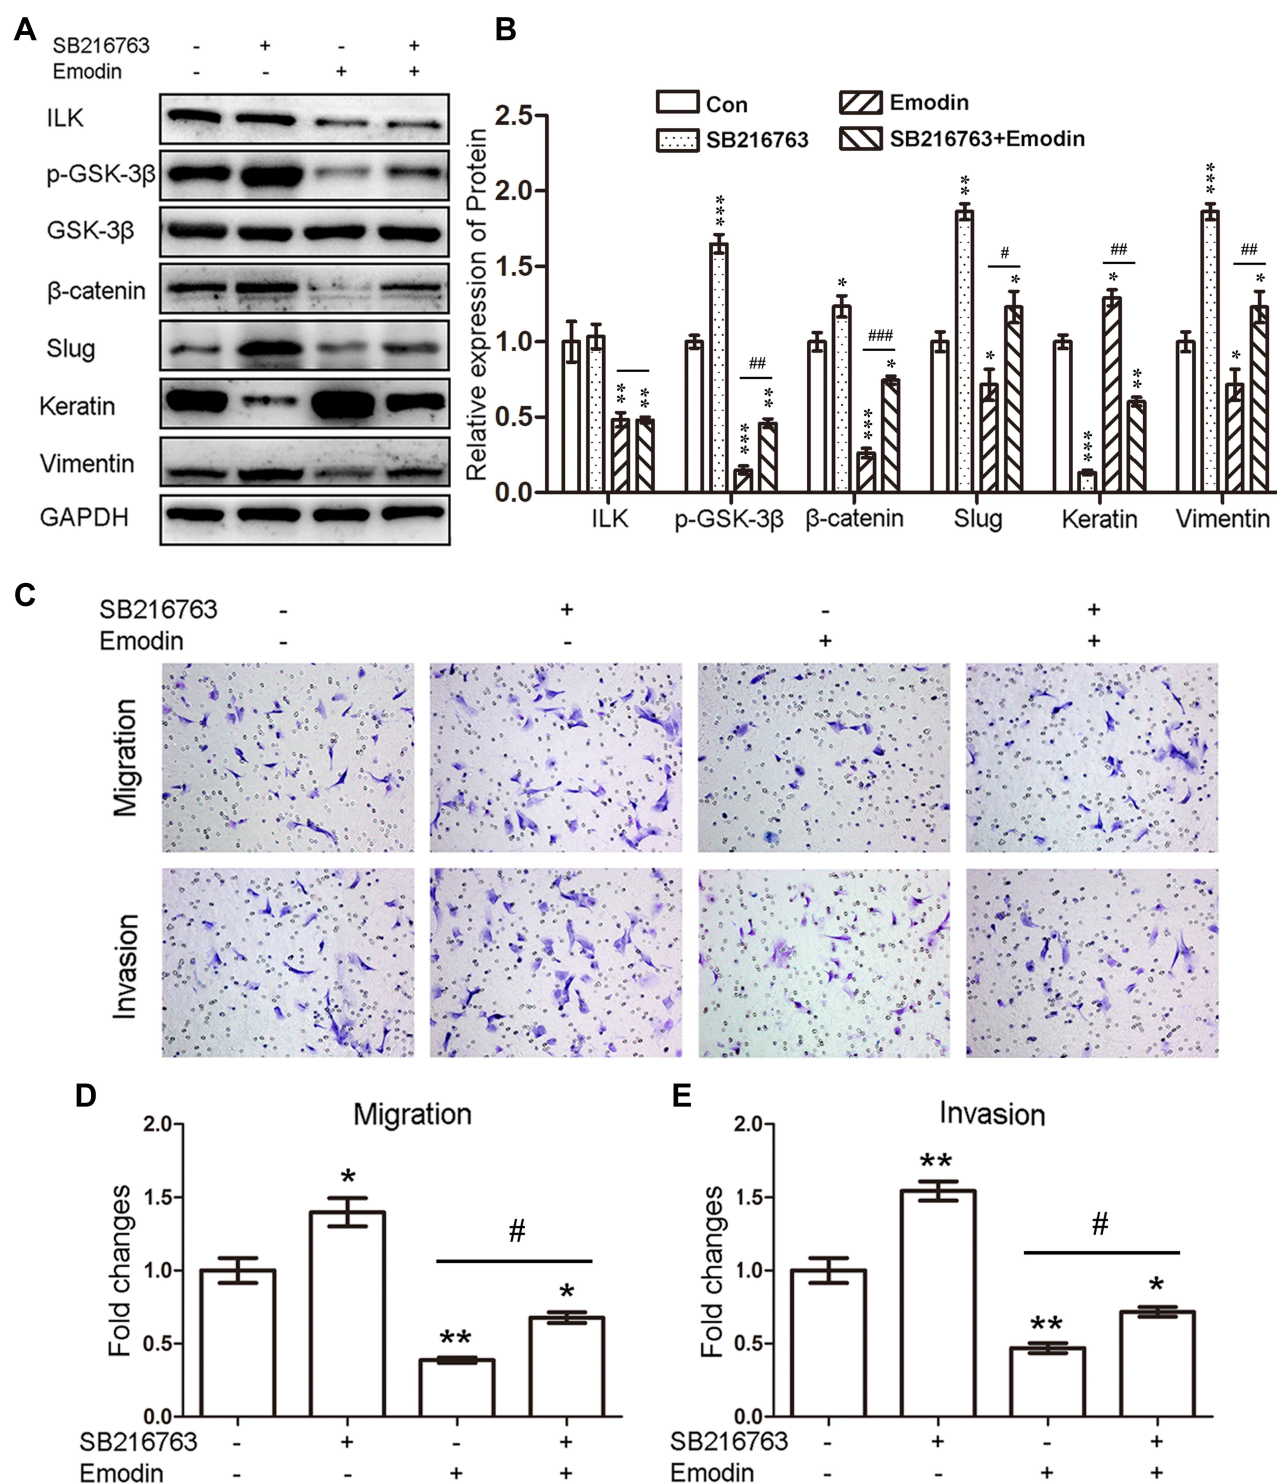 A
SB216763 - + - +
Emodin - - + +
ILK
p-GSK-3β
GSK-3β
β-catenin
Slug
Keratin
Vimentin
GAPDH
B
Con
SB216763
Emodin
SB216763+Emodin
Relative expression of Protein
2.5
2.0
1.5
1.0
0.5
0.0
** **
*** *** ** ##
* *** * ###
** * * #
*** * ** ##
*** * * ##
ILK p-GSK-3β β-catenin Slug Keratin Vimentin
C
SB216763 - + - +
Emodin - - + +
Migration
Invasion
D
Migration
Fold changes
2.0
1.5
1.0
0.5
0.0
* ** * #
SB216763 - + - +
Emodin - - + +
E
Invasion
Fold changes
2.0
1.5
1.0
0.5
0.0
** ** * #
SB216763 - + - +
Emodin - - + +